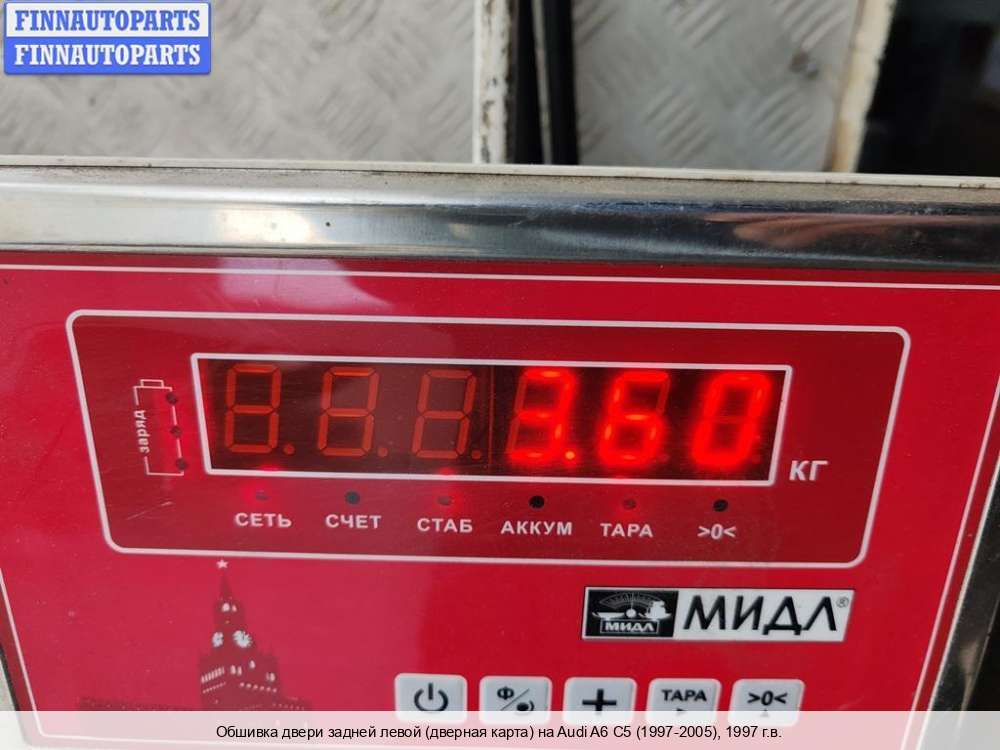 FINNAUTOPARTS
FINNAUTOPARTS
заряд
3.60
КГ
СЕТЬ СЧЕТ СТАБ АККУМ ТАРА >0<
МИДЛ МИДЛ®
Ф ТАРА >0<
Обшивка двери задней левой (дверная карта) на Audi A6 C5 (1997-2005), 1997 г.в.